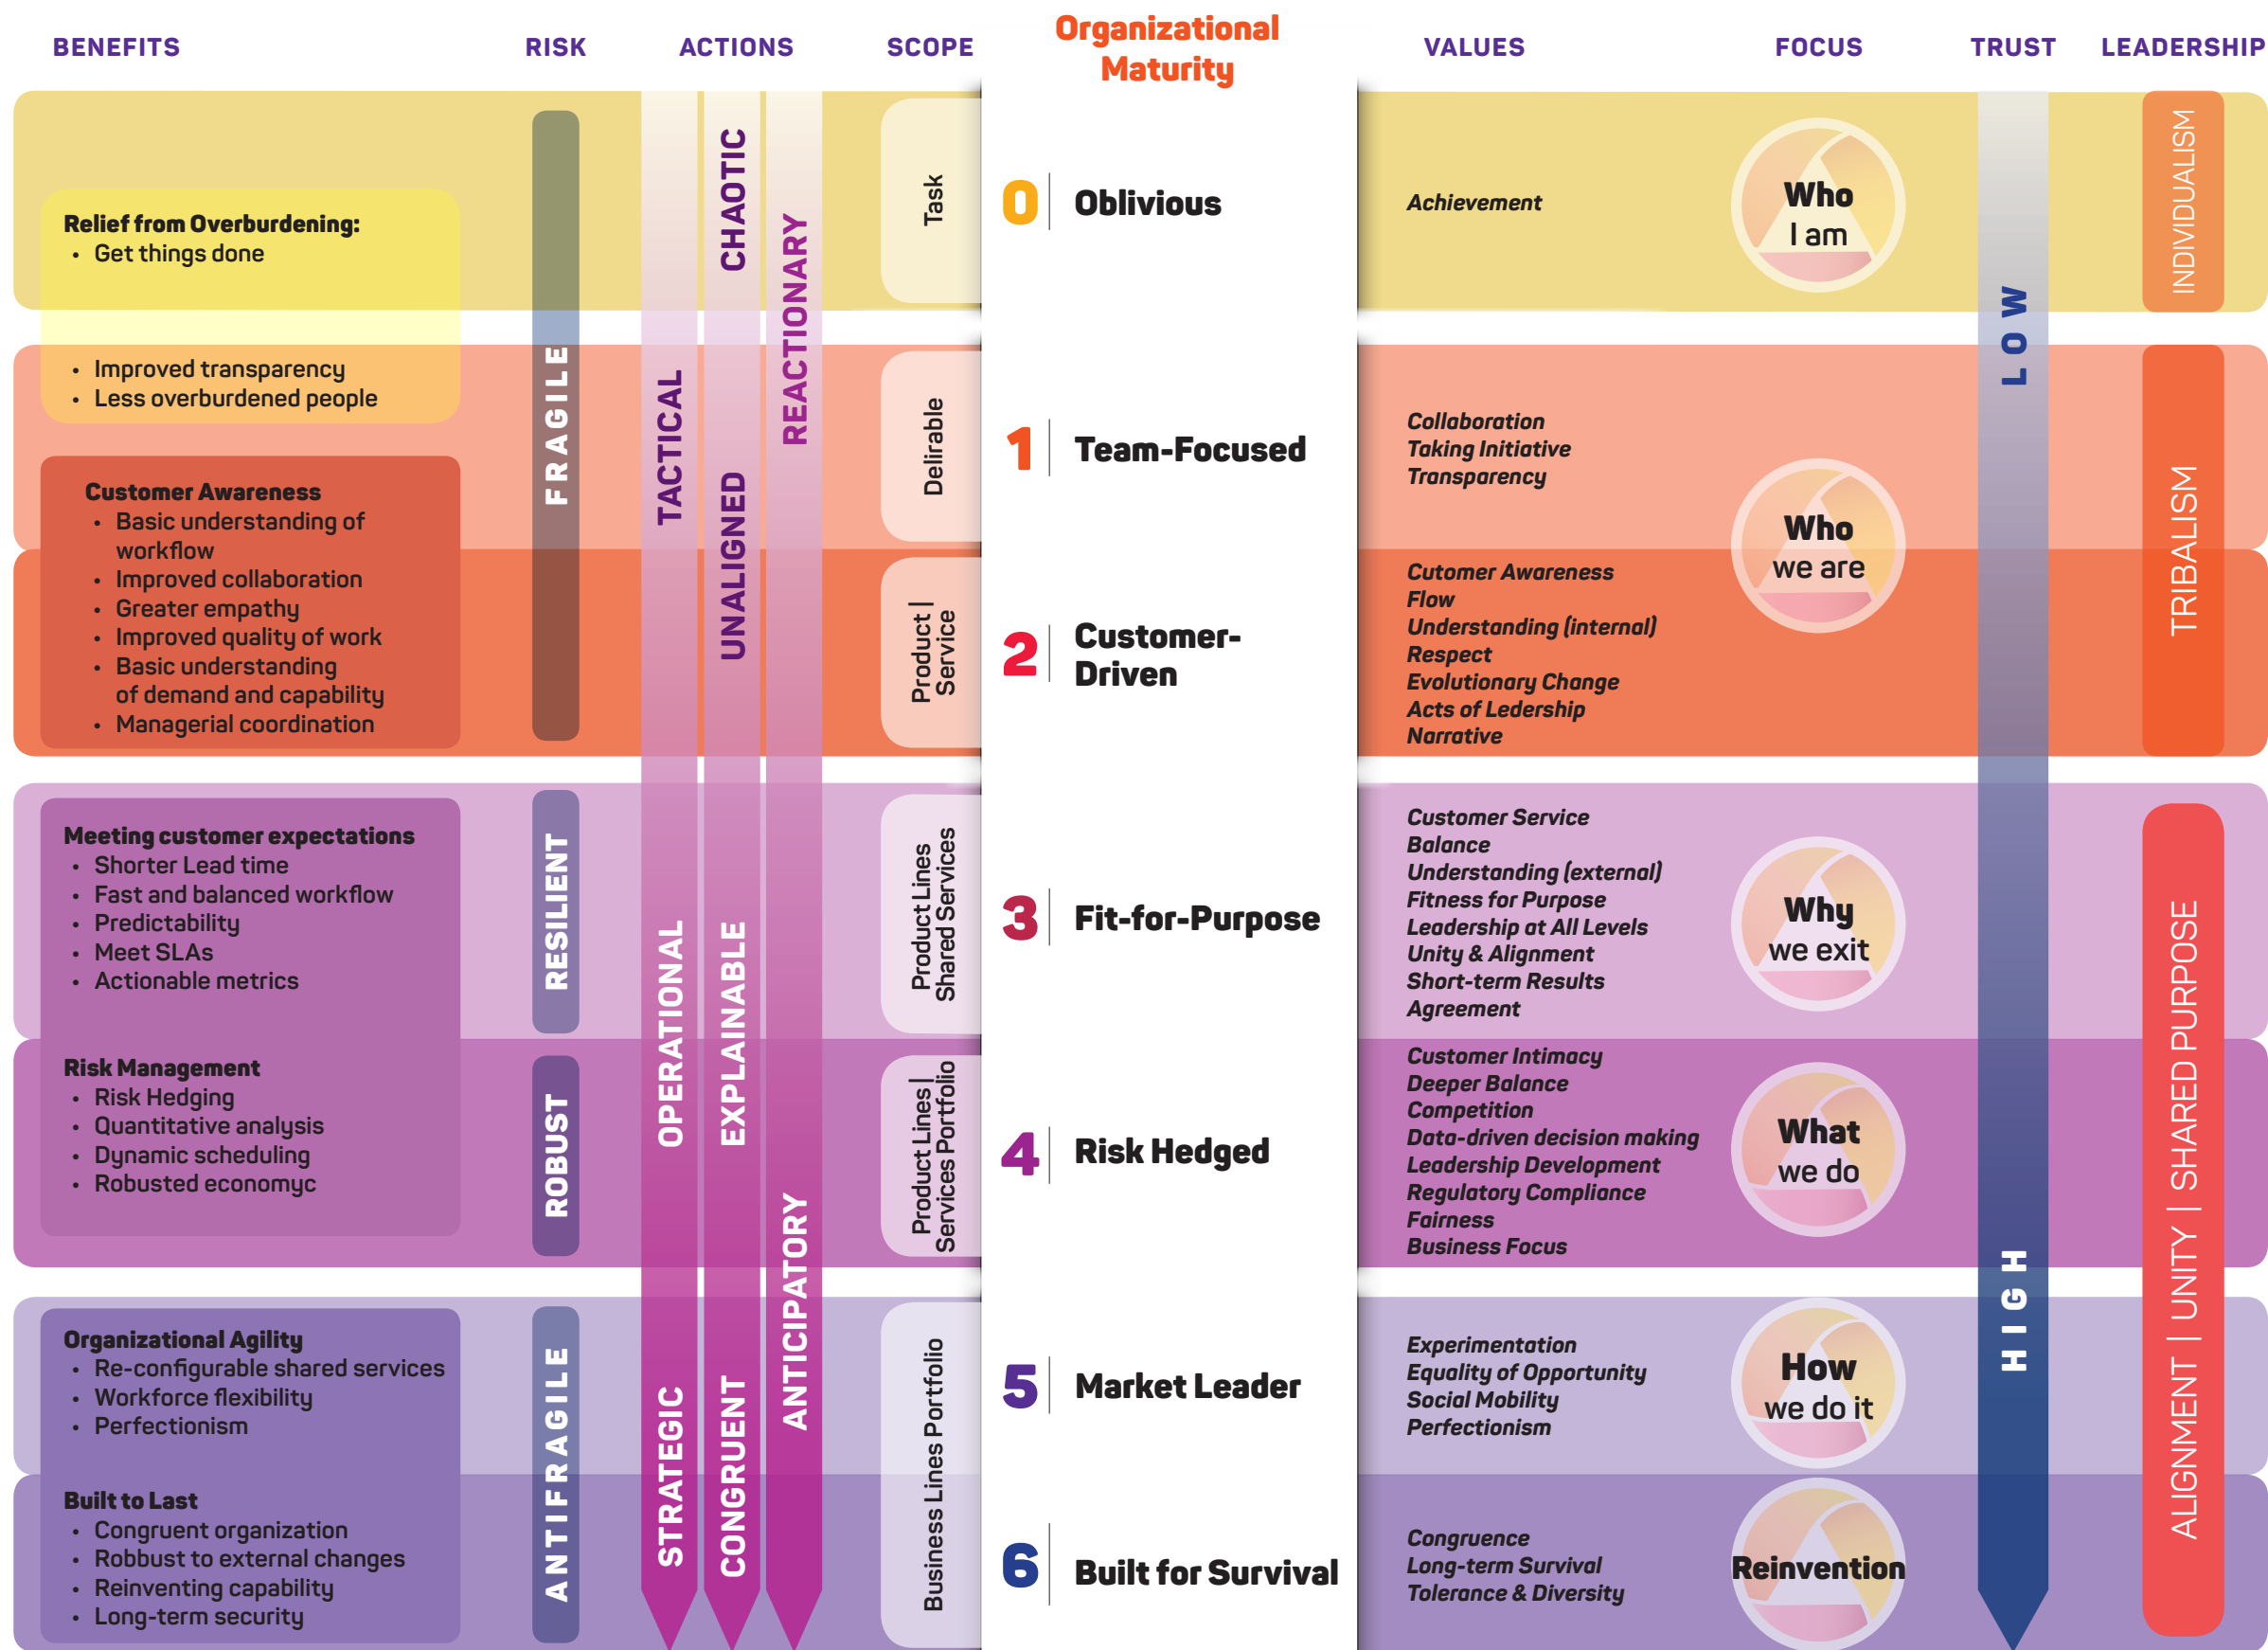 BENEFITS
RISK
ACTIONS
SCOPE
Organizational
Maturity
VALUES
FOCUS
TRUST
LEADERSHIP
Relief from Overburdening:
• Get things done
• Improved transparency
• Less overburdened people
Customer Awareness
• Basic understanding of
workflow
• Improved collaboration
• Greater empathy
• Improved quality of work
• Basic understanding
of demand and capability
• Managerial coordination
Meeting customer expectations
• Shorter Lead time
• Fast and balanced workflow
• Predictability
• Meet SLAs
• Actionable metrics
Risk Management
• Risk Hedging
• Quantitative analysis
• Dynamic scheduling
• Robusted economyc
Organizational Agility
• Re-configurable shared services
• Workforce flexibility
• Perfectionism
Built to Last
• Congruent organization
• Robbust to external changes
• Reinventing capability
• Long-term security
FRAGILE
RESILIENT
ROBUST
ANTIFRAGILE
TACTICAL
OPERATIONAL
STRATEGIC
CHAOTIC
UNALIGNED
EXPLAINABLE
CONGRUENT
REACTIONARY
ANTICIPATORY
Task
Delirable
Product |
Service
Product Lines
Shared Services
Product Lines |
Services Portfolio
Business Lines Portfolio
0 Oblivious
1 Team-Focused
2 Customer-
Driven
3 Fit-for-Purpose
4 Risk Hedged
5 Market Leader
6 Built for Survival
Achievement
Collaboration
Taking Initiative
Transparency
Cutomer Awareness
Flow
Understanding (internal)
Respect
Evolutionary Change
Acts of Ledership
Narrative
Customer Service
Balance
Understanding (external)
Fitness for Purpose
Leadership at All Levels
Unity & Alignment
Short-term Results
Agreement
Customer Intimacy
Deeper Balance
Competition
Data-driven decision making
Leadership Development
Regulatory Compliance
Fairness
Business Focus
Experimentation
Equality of Opportunity
Social Mobility
Perfectionism
Congruence
Long-term Survival
Tolerance & Diversity
Who
I am
Who
we are
Why
we exit
What
we do
How
we do it
Reinvention
LOW
HIGH
INDIVIDUALISM
TRIBALISM
ALIGNMENT | UNITY | SHARED PURPOSE